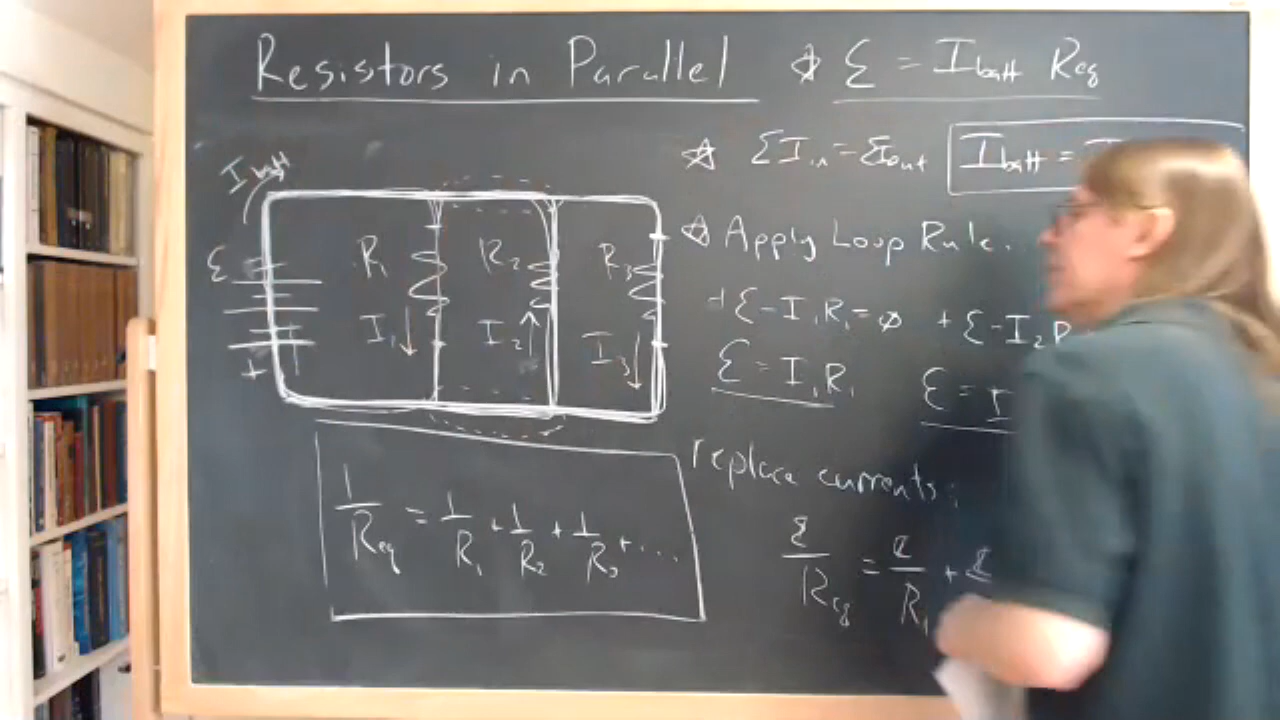 Resistors in Parallel
☆ Ɛ = I_batt R_eq
☆ ΣI_in = ΣI_out
I_batt =
I_batt
Ɛ
R₁ R₂ R₃
I₁ ↓ I₂ ↑ I₃ ↓
+
☆ Apply Loop Rule.
+Ɛ-I₁R₁=∅ +Ɛ-I₂R
Ɛ=I₁R₁ Ɛ=I
replace currents:
Ɛ/R_eq = Ɛ/R₁ + Ɛ
1/R_eq = 1/R₁ + 1/R₂ + 1/R₃ + ...